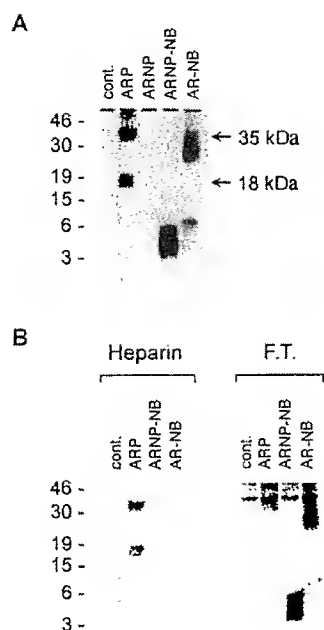 A
cont.
ARP
ARNP
ARNP-NB
AR-NB
46 -
30 -
19 -
15 -
6 -
3 -
← 35 kDa
← 18 kDa
B
Heparin
F.T.
cont.
ARP
ARNP-NB
AR-NB
cont.
ARP
ARNP-NB
AR-NB
46 -
30 -
19 -
15 -
6 -
3 -